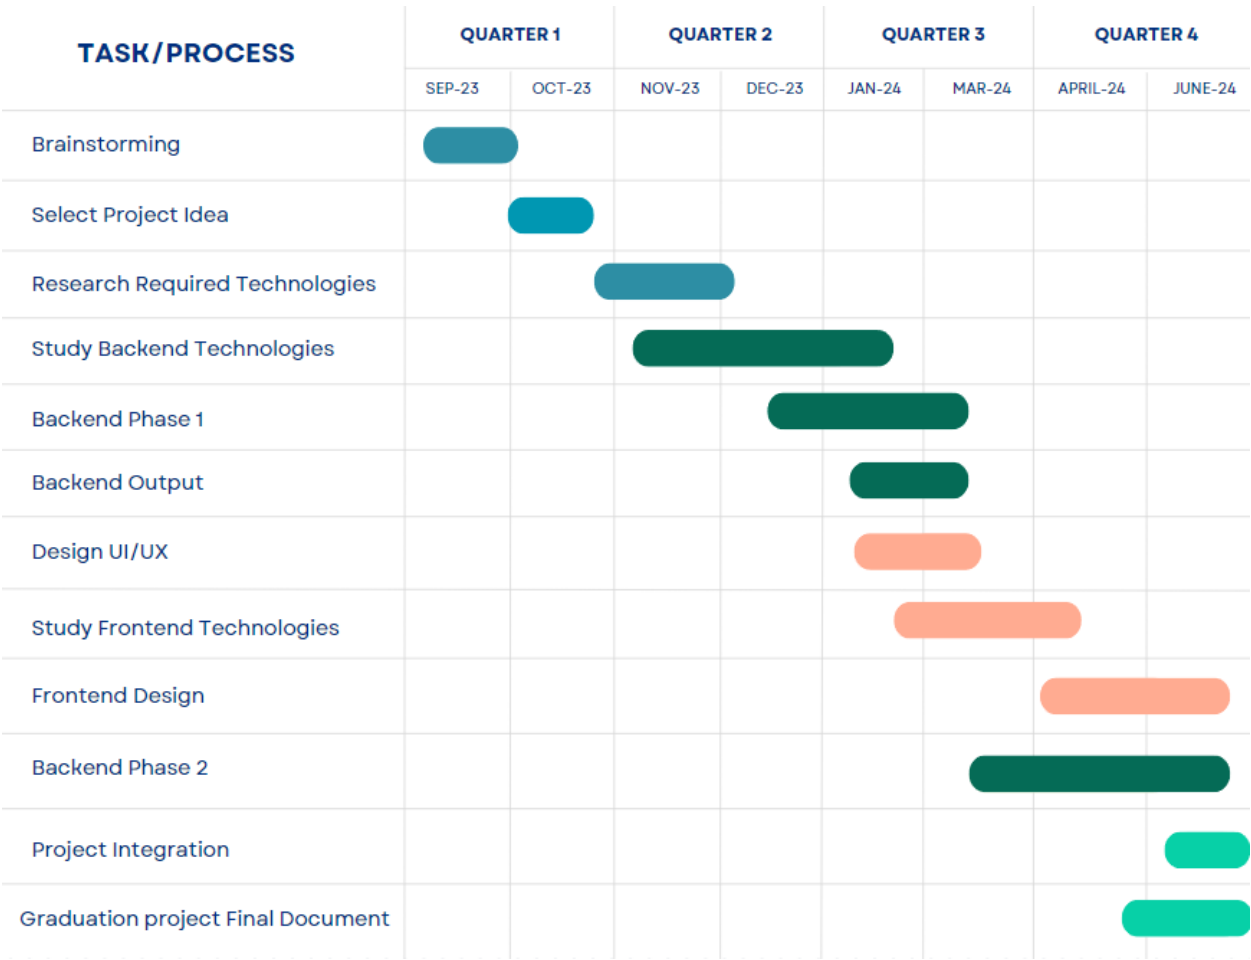 TASK/PROCESS
QUARTER 1 QUARTER 2 QUARTER 3 QUARTER 4
SEP-23 OCT-23 NOV-23 DEC-23 JAN-24 MAR-24 APRIL-24 JUNE-24
Brainstorming
Select Project Idea
Research Required Technologies
Study Backend Technologies
Backend Phase 1
Backend Output
Design UI/UX
Study Frontend Technologies
Frontend Design
Backend Phase 2
Project Integration
Graduation project Final Document